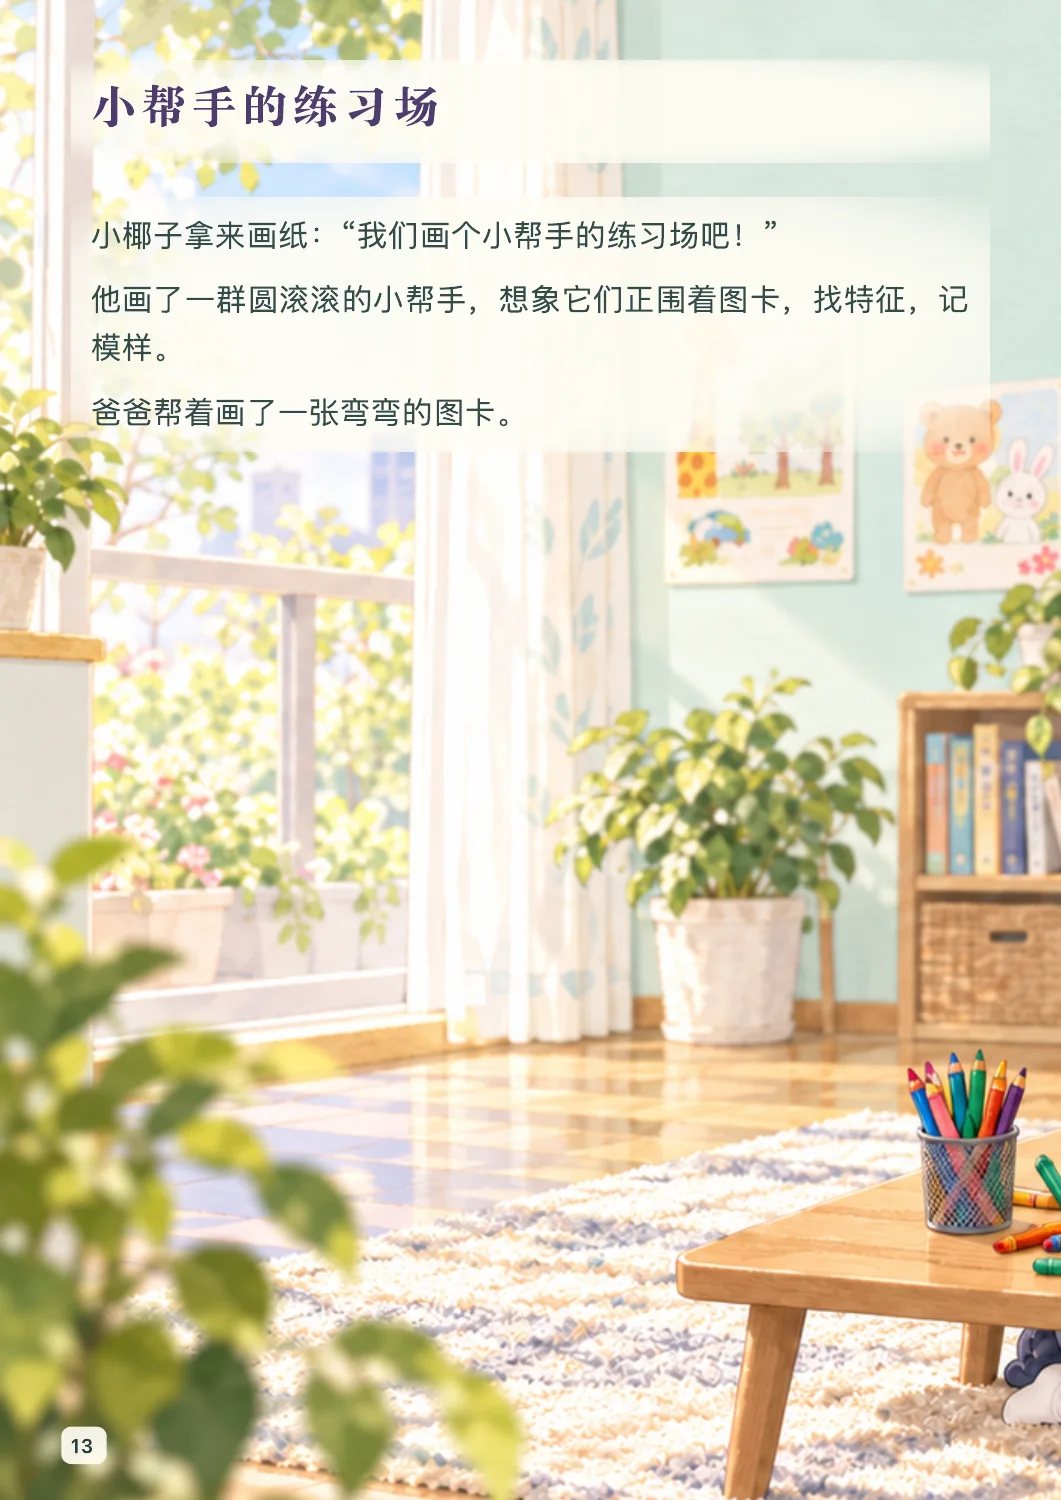 小帮手的练习场
小椰子拿来画纸：“我们画个小帮手的练习场吧！”
他画了一群圆滚滚的小帮手，想象它们正围着图卡，找特征，记
模样。
爸爸帮着画了一张弯弯的图卡。
13